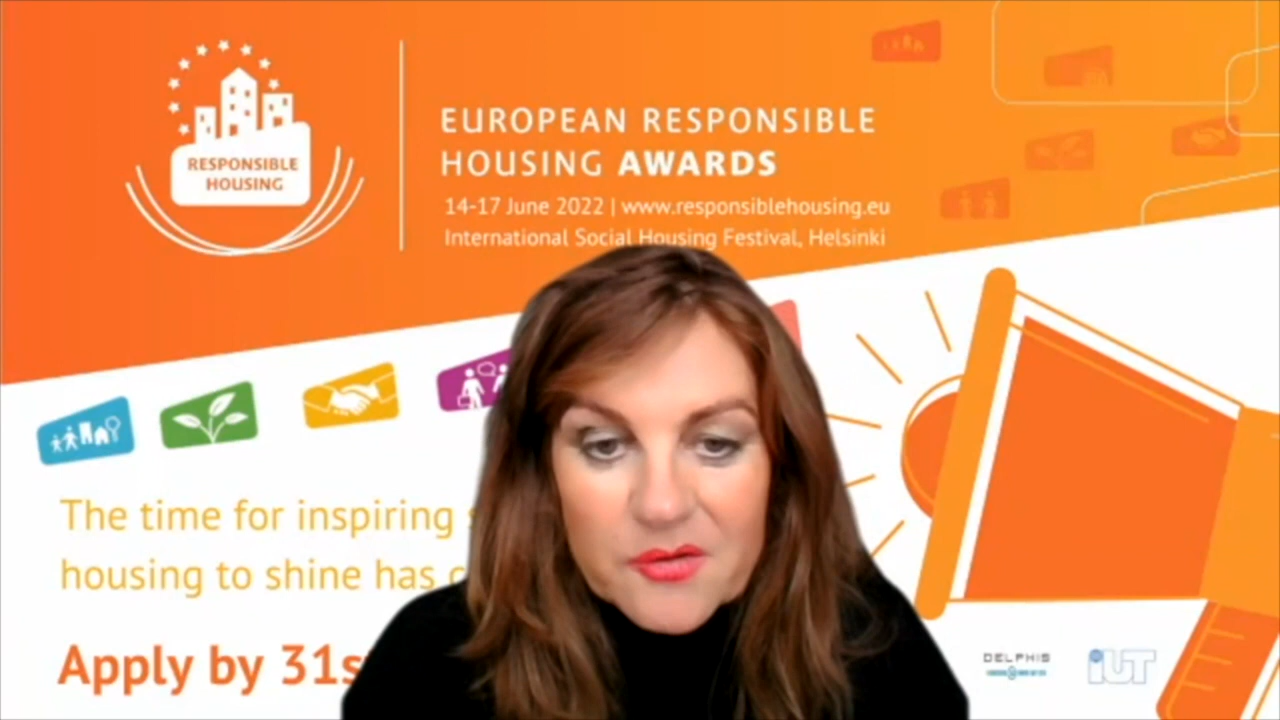 RESPONSIBLE
HOUSING
EUROPEAN RESPONSIBLE
HOUSING AWARDS
14-17 June 2022 | www.responsiblehousing.eu
International Social Housing Festival, Helsinki
The time for inspiring
housing to shine has
Apply by 31s
DELPHIS
iUT